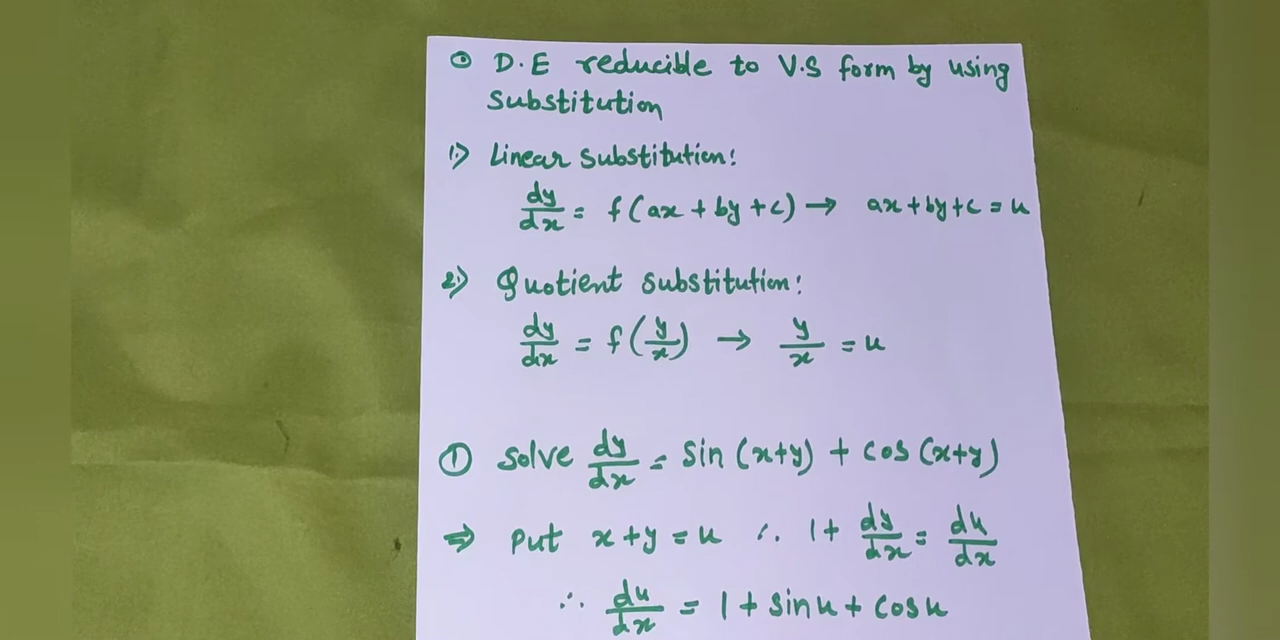 ⊙ D.E reducible to V.S form by using
substitution
1.) Linear substitution:
dy/dx = f(ax + by + c) → ax + by + c = u
2.) Quotient substitution:
dy/dx = f(y/x) → y/x = u
① Solve dy/dx = sin (x+y) + cos (x+y)
⇒ Put x+y = u ∴ 1 + dy/dx = du/dx
∴ du/dx = 1 + sin u + cos u